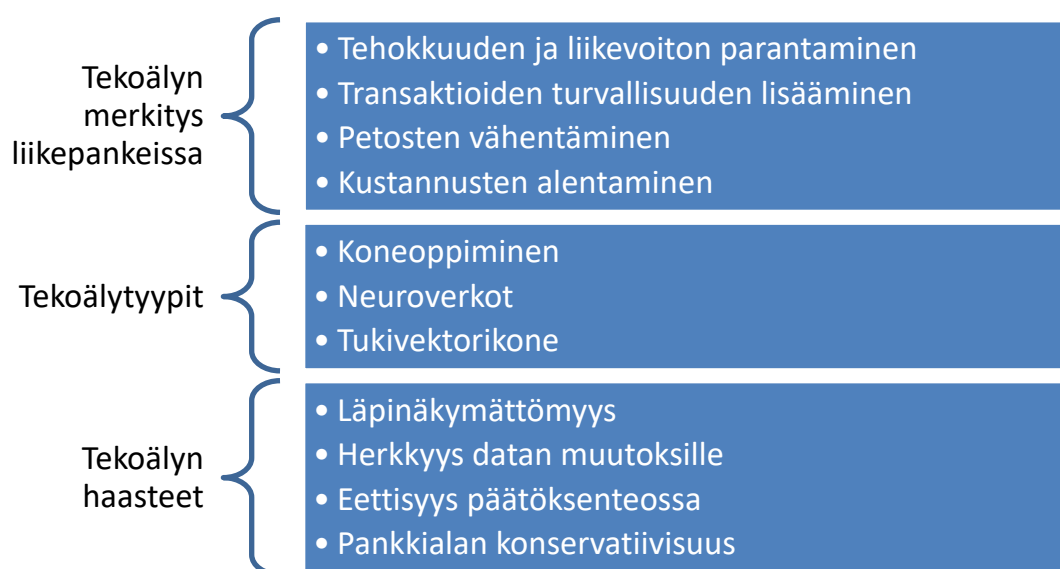 Tekoälyn
merkitys
liikepankeissa
• Tehokkuuden ja liikevoiton parantaminen
• Transaktioiden turvallisuuden lisääminen
• Petosten vähentäminen
• Kustannusten alentaminen
Tekoälytyypit
• Koneoppiminen
• Neuroverkot
• Tukivektorikone
Tekoälyn
haasteet
• Läpinäkymättömyys
• Herkkyys datan muutoksille
• Eettisyys päätöksenteossa
• Pankkialan konservatiivisuus